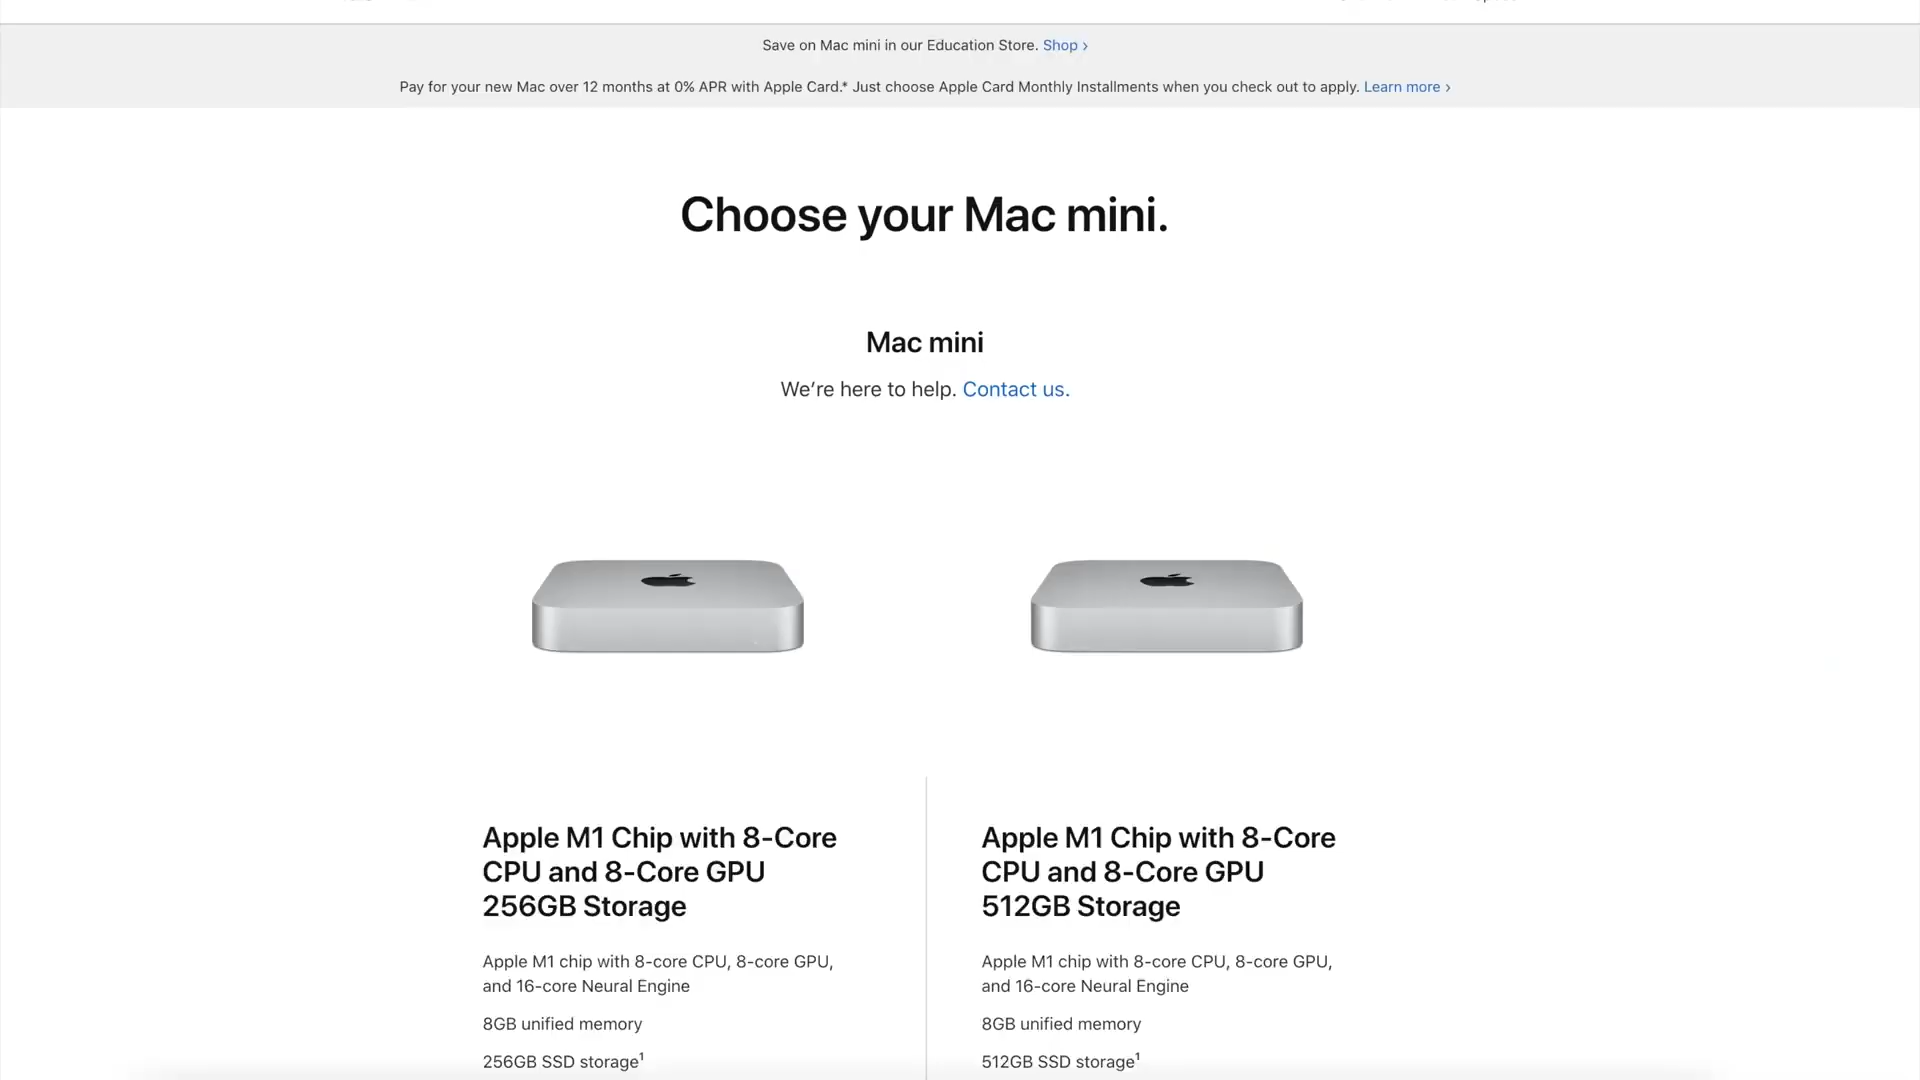 Save on Mac mini in our Education Store. Shop ›
Pay for your new Mac over 12 months at 0% APR with Apple Card.* Just choose Apple Card Monthly Installments when you check out to apply. Learn more ›
Choose your Mac mini.
Mac mini
We’re here to help. Contact us.
Apple M1 Chip with 8-Core
CPU and 8-Core GPU
256GB Storage
Apple M1 chip with 8-core CPU, 8-core GPU,
and 16-core Neural Engine
8GB unified memory
256GB SSD storage¹
Apple M1 Chip with 8-Core
CPU and 8-Core GPU
512GB Storage
Apple M1 chip with 8-core CPU, 8-core GPU,
and 16-core Neural Engine
8GB unified memory
512GB SSD storage¹